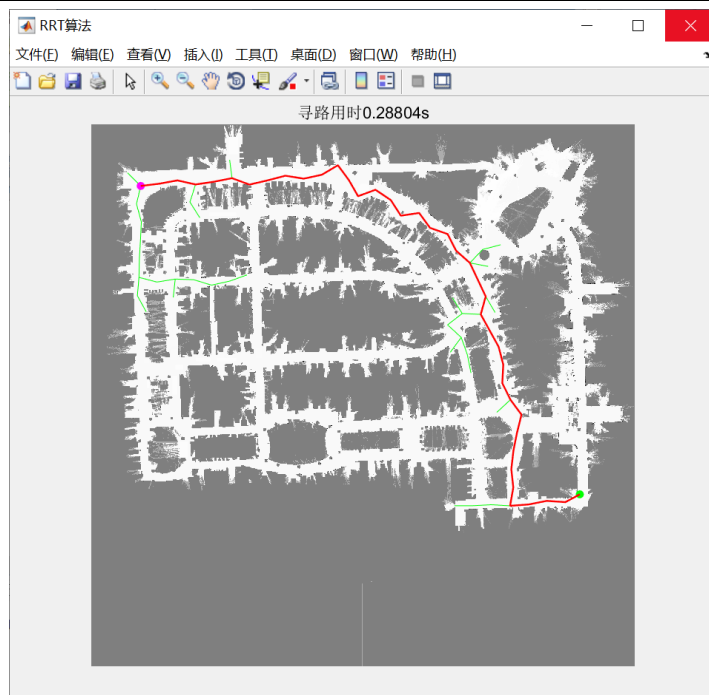 RRT算法
文件(F) 编辑(E) 查看(V) 插入(I) 工具(T) 桌面(D) 窗口(W) 帮助(H)
寻路用时0.28804s